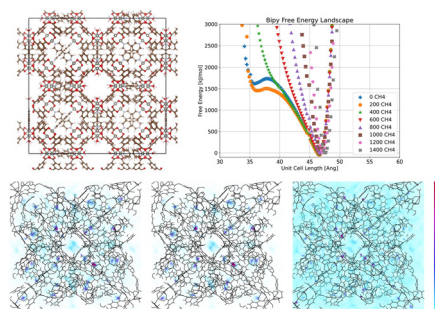 Bipy Free Energy Landscape
3000
2500
2000
1500
1000
500
0
Free Energy [kJ/mol]
0 CH4
200 CH4
400 CH4
600 CH4
800 CH4
1000 CH4
1200 CH4
1400 CH4
30 35 40 45 50 55 60
Unit Cell Length [Ang]